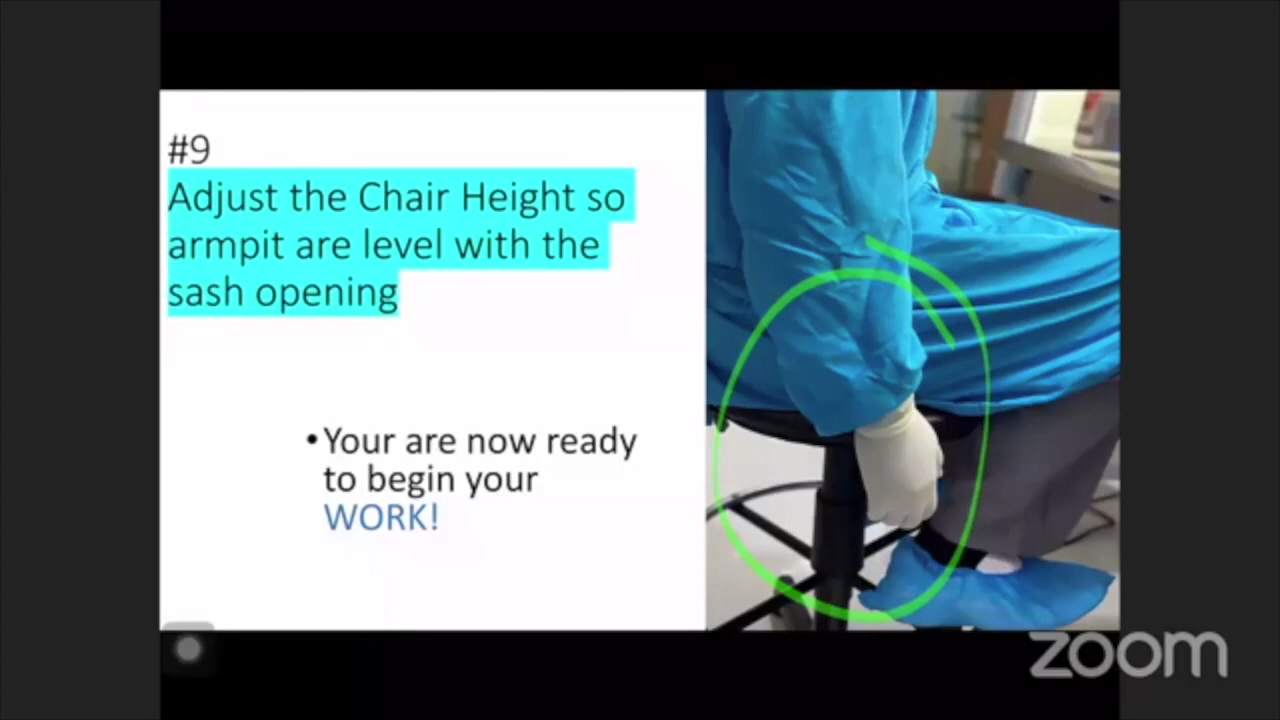 #9
Adjust the Chair Height so
armpit are level with the
sash opening
•Your are now ready
to begin your
WORK!
zoom